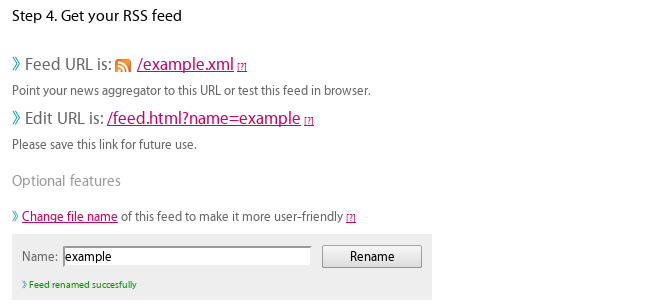 Step 4. Get your RSS feed
》Feed URL is: /example.xml [?]
Point your news aggregator to this URL or test this feed in browser.
》Edit URL is: /feed.html?name=example [?]
Please save this link for future use.
Optional features
》Change file name of this feed to make it more user-friendly [?]
Name: example Rename
》Feed renamed succesfully